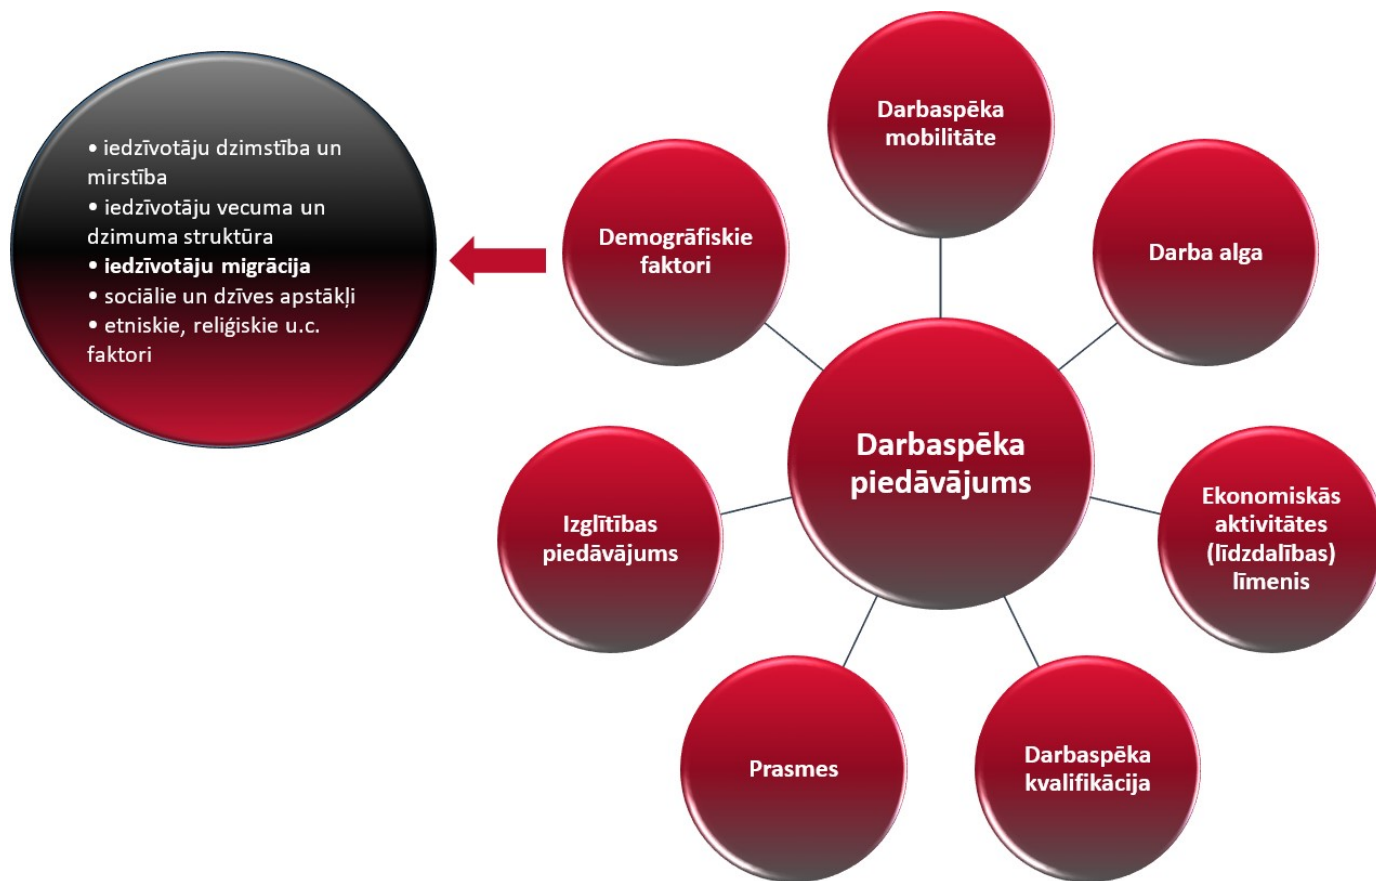 • iedzīvotāju dzimstība un
mirstība
• iedzīvotāju vecuma un
dzimuma struktūra
• iedzīvotāju migrācija
• sociālie un dzīves apstākļi
• etniskie, reliģiskie u.c.
faktori
Demogrāfiskie
faktori
Darbaspēka
mobilitāte
Darba alga
Darbaspēka
piedāvājums
Izglītības
piedāvājums
Ekonomiskās
aktivitātes
(līdzdalības)
līmenis
Prasmes
Darbaspēka
kvalifikācija